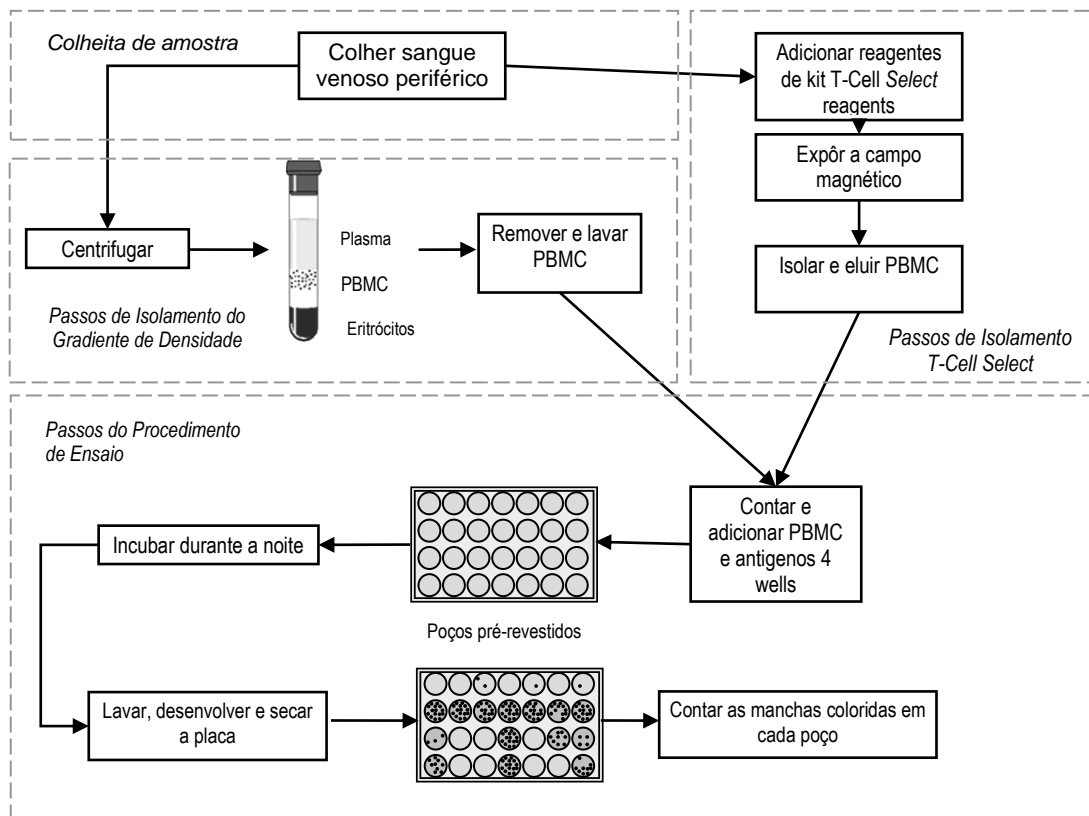 Colheita de amostra
Colher sangue
venoso periférico
Adicionar reagentes
de kit T-Cell Select
reagents
Expôr a campo
magnético
Isolar e eluir PBMC
Passos de Isolamento
T-Cell Select
Centrifugar
Plasma
PBMC
Eritrócitos
Remover e lavar
PBMC
Passos de Isolamento do
Gradiente de Densidade
Passos do Procedimento
de Ensaio
Contar e
adicionar PBMC
e antigenos 4
wells
Poços pré-revestidos
Incubar durante a noite
Lavar, desenvolver e secar
a placa
Contar as manchas coloridas em
cada poço